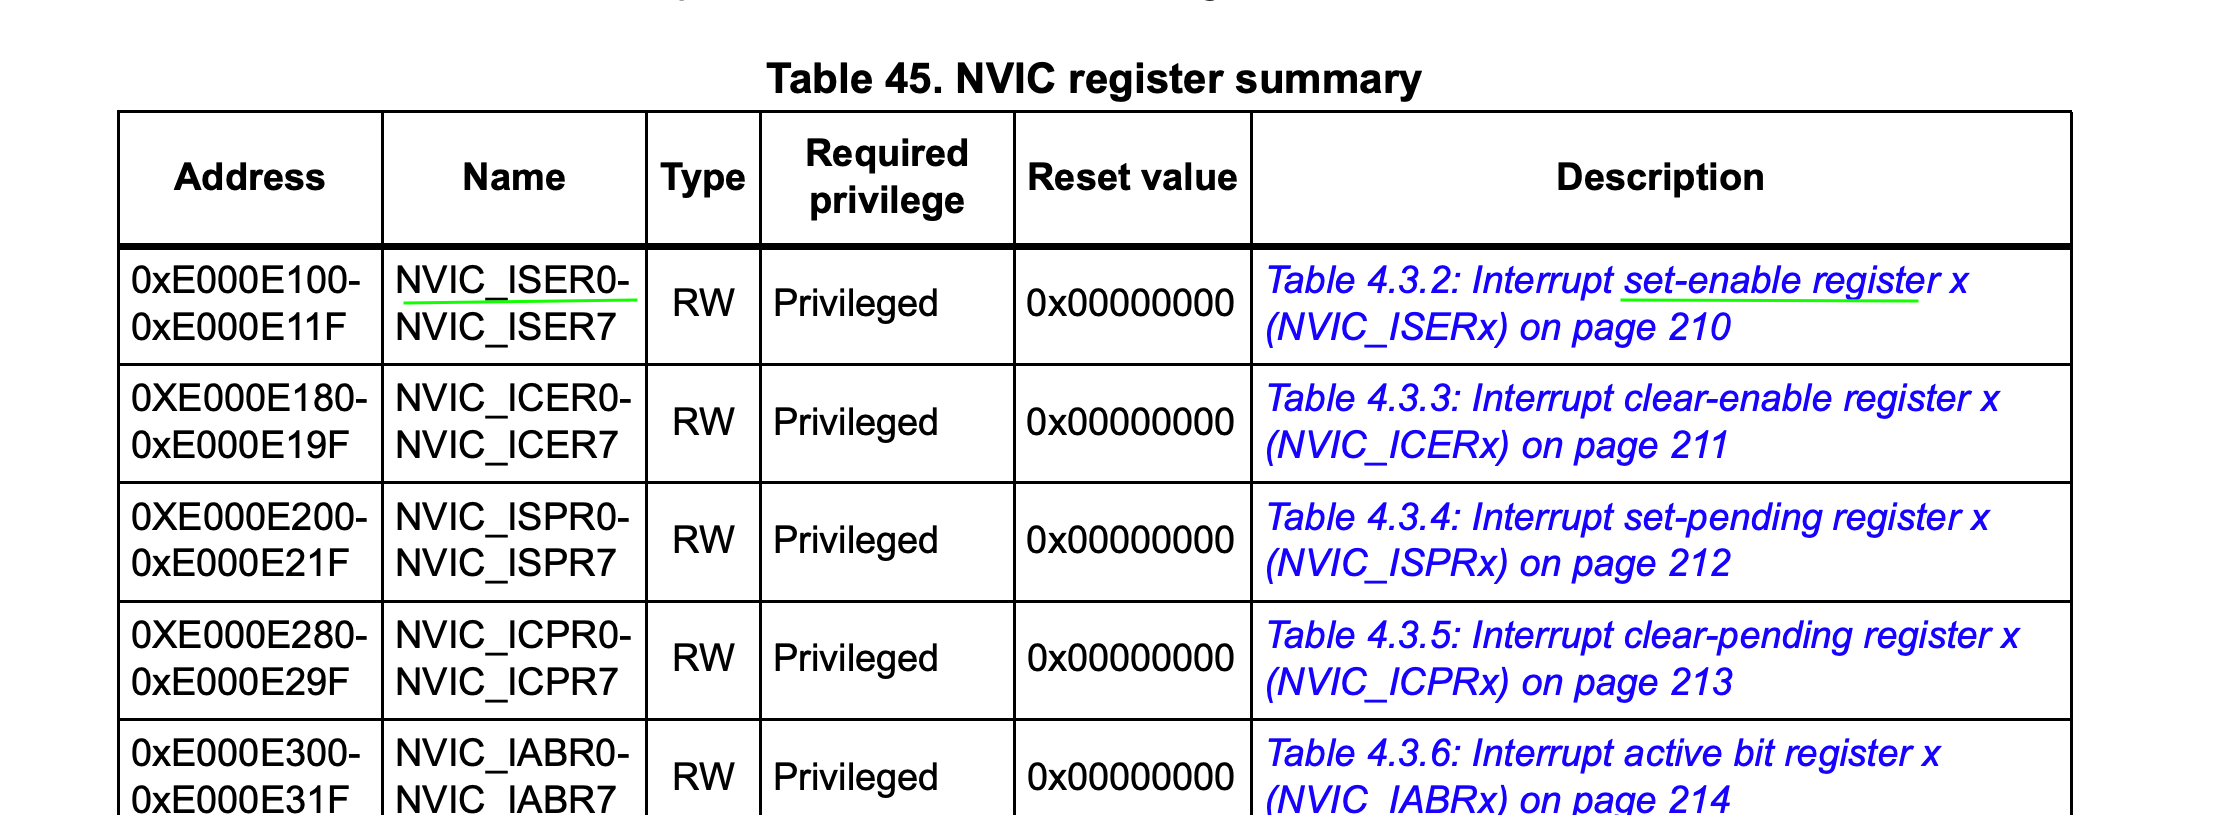 Table 45. NVIC register summary
Address Name Type Required privilege Reset value Description
0xE000E100- NVIC_ISER0- RW Privileged 0x00000000 Table 4.3.2: Interrupt set-enable register x
0xE000E11F NVIC_ISER7 (NVIC_ISERx) on page 210
0XE000E180- NVIC_ICER0- RW Privileged 0x00000000 Table 4.3.3: Interrupt clear-enable register x
0xE000E19F NVIC_ICER7 (NVIC_ICERx) on page 211
0XE000E200- NVIC_ISPR0- RW Privileged 0x00000000 Table 4.3.4: Interrupt set-pending register x
0xE000E21F NVIC_ISPR7 (NVIC_ISPRx) on page 212
0XE000E280- NVIC_ICPR0- RW Privileged 0x00000000 Table 4.3.5: Interrupt clear-pending register x
0xE000E29F NVIC_ICPR7 (NVIC_ICPRx) on page 213
0xE000E300- NVIC_IABR0- RW Privileged 0x00000000 Table 4.3.6: Interrupt active bit register x
0xE000E31F NVIC_IABR7 (NVIC_IABRx) on page 214